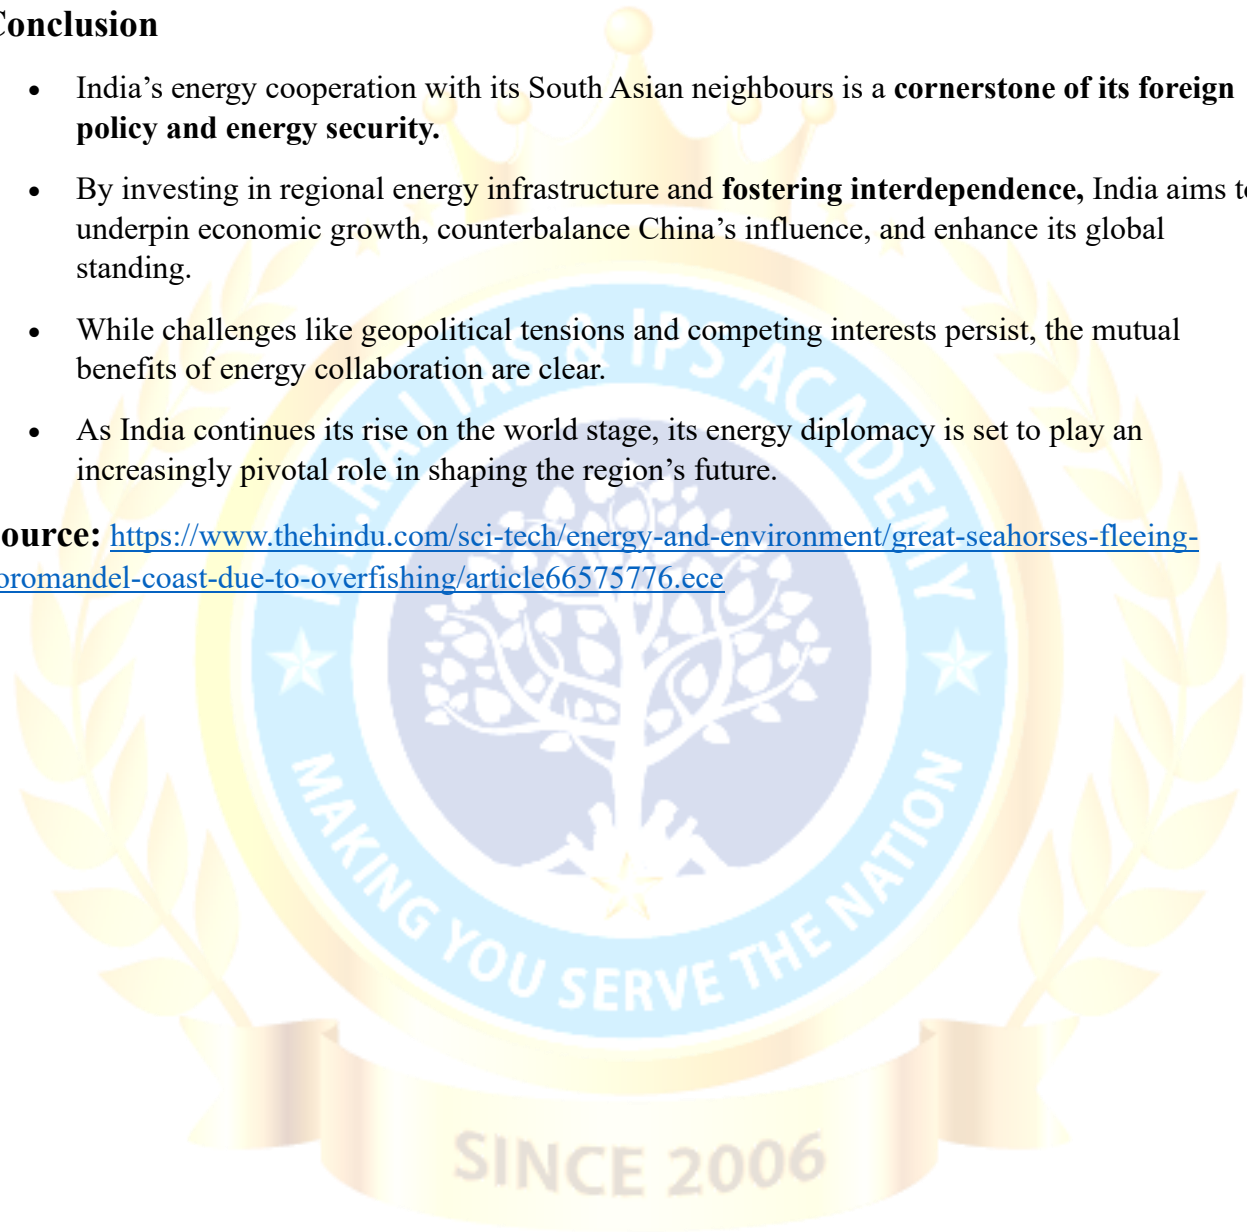 Conclusion
• India’s energy cooperation with its South Asian neighbours is a cornerstone of its foreign
policy and energy security.
• By investing in regional energy infrastructure and fostering interdependence, India aims to
underpin economic growth, counterbalance China’s influence, and enhance its global
standing.
• While challenges like geopolitical tensions and competing interests persist, the mutual
benefits of energy collaboration are clear.
• As India continues its rise on the world stage, its energy diplomacy is set to play an
increasingly pivotal role in shaping the region’s future.
ource: https://www.thehindu.com/sci-tech/energy-and-environment/great-seahorses-fleeing-
oromandel-coast-due-to-overfishing/article66575776.ece
IAS & IPS ACADEMY
MAKING YOU SERVE THE NATION
SINCE 2006